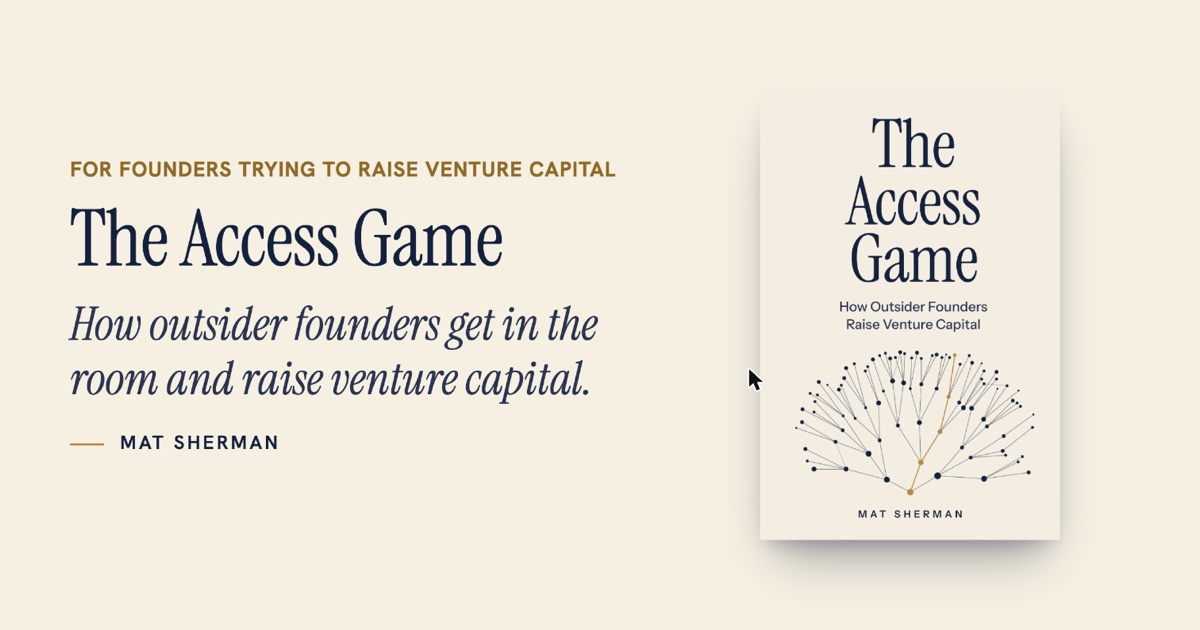 FOR FOUNDERS TRYING TO RAISE VENTURE CAPITAL
The Access Game
How outsider founders get in the
room and raise venture capital.
MAT SHERMAN
The
Access
Game
How Outsider Founders
Raise Venture Capital
MAT SHERMAN